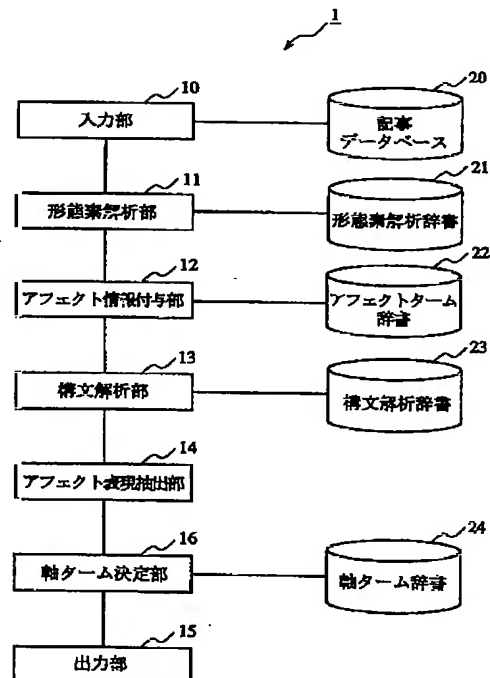 1
10
入力部
20
記事
データベース
11
形態素解析部
21
形態素解析辞書
12
アフェクト情報付与部
22
アフェクトターム
辞書
13
構文解析部
23
構文解析辞書
14
アフェクト表現抽出部
16
軸ターム決定部
24
軸ターム辞書
15
出力部